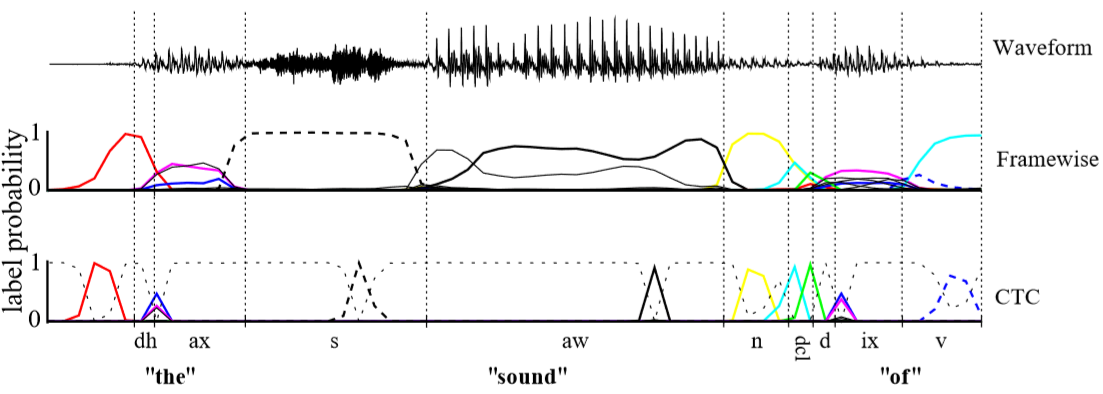 Waveform
label probability
1
0
Framewise
1
0
CTC
dh ax s aw n dcl d ix v
"the" "sound" "of"